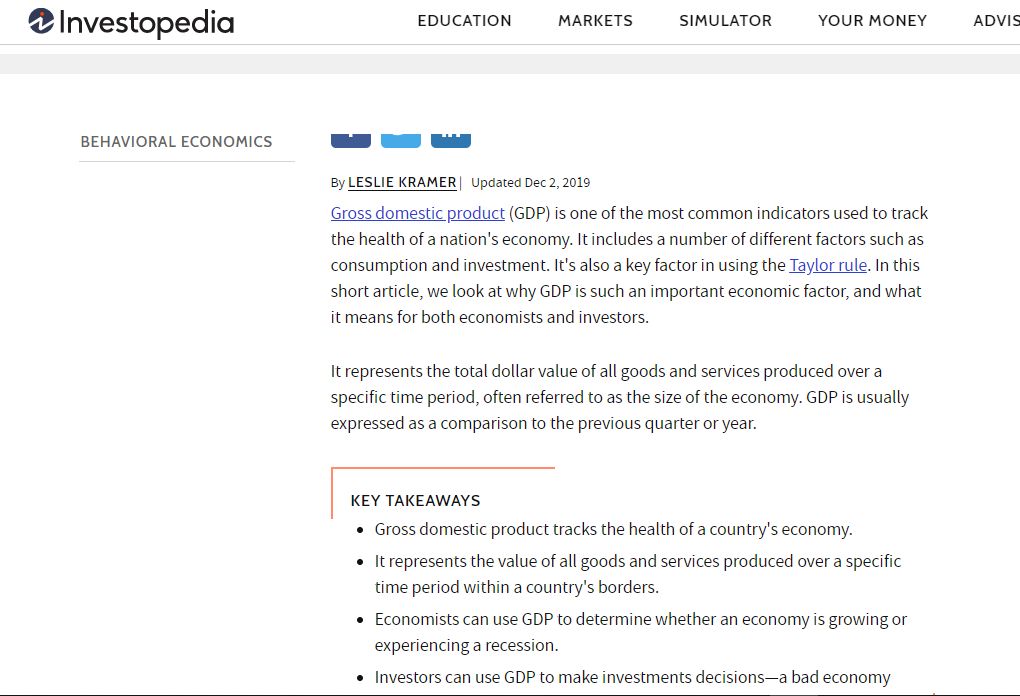 Investopedia
EDUCATION MARKETS SIMULATOR YOUR MONEY ADVIS
BEHAVIORAL ECONOMICS
By LESLIE KRAMER | Updated Dec 2, 2019
Gross domestic product (GDP) is one of the most common indicators used to track
the health of a nation's economy. It includes a number of different factors such as
consumption and investment. It's also a key factor in using the Taylor rule. In this
short article, we look at why GDP is such an important economic factor, and what
it means for both economists and investors.
It represents the total dollar value of all goods and services produced over a
specific time period, often referred to as the size of the economy. GDP is usually
expressed as a comparison to the previous quarter or year.
KEY TAKEAWAYS
• Gross domestic product tracks the health of a country's economy.
• It represents the value of all goods and services produced over a specific
time period within a country's borders.
• Economists can use GDP to determine whether an economy is growing or
experiencing a recession.
• Investors can use GDP to make investments decisions—a bad economy